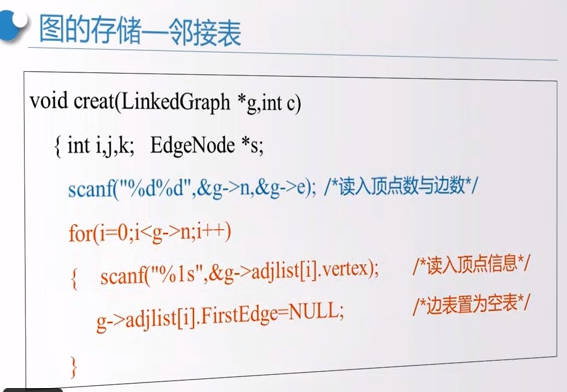 图的存储—邻接表
void creat(LinkedGraph *g,int c)
{ int i,j,k; EdgeNode *s;
scanf("%d%d",&g->n,&g->e); /*读入顶点数与边数*/
for(i=0;i<g->n;i++)
{ scanf("%1s",&g->adjlist[i].vertex); /*读入顶点信息*/
g->adjlist[i].FirstEdge=NULL; /*边表置为空表*/
}